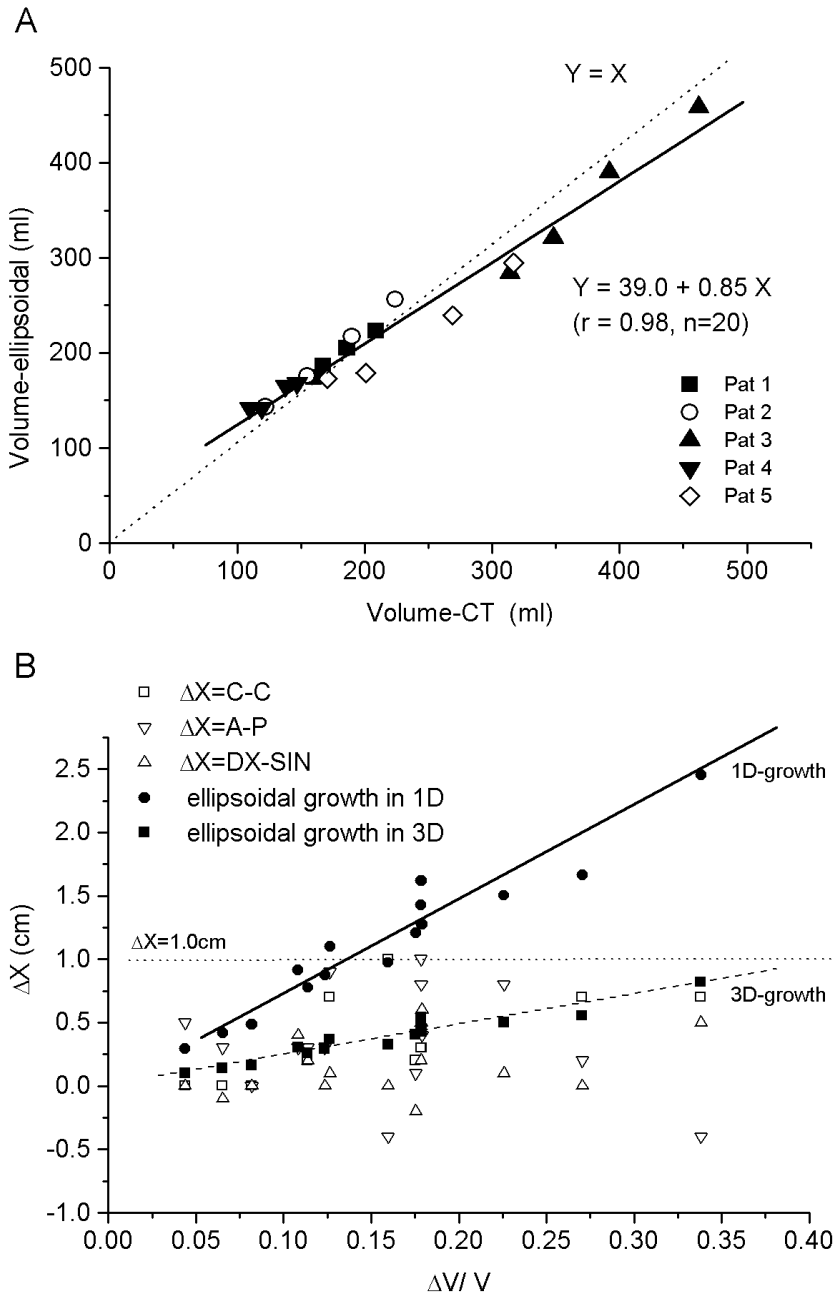 A
500
400
300
200
100
0
Volume-ellipsoidal (ml)
Y = X
Y = 39.0 + 0.85 X
(r = 0.98, n=20)
Pat 1
Pat 2
Pat 3
Pat 4
Pat 5
0 100 200 300 400 500
Volume-CT (ml)
B
ΔX=C-C
ΔX=A-P
ΔX=DX-SIN
ellipsoidal growth in 1D
ellipsoidal growth in 3D
2.5
2.0
1.5
1.0
0.5
0.0
-0.5
-1.0
ΔX (cm)
1D-growth
ΔX=1.0cm
3D-growth
0.00 0.05 0.10 0.15 0.20 0.25 0.30 0.35 0.40
ΔV/ V